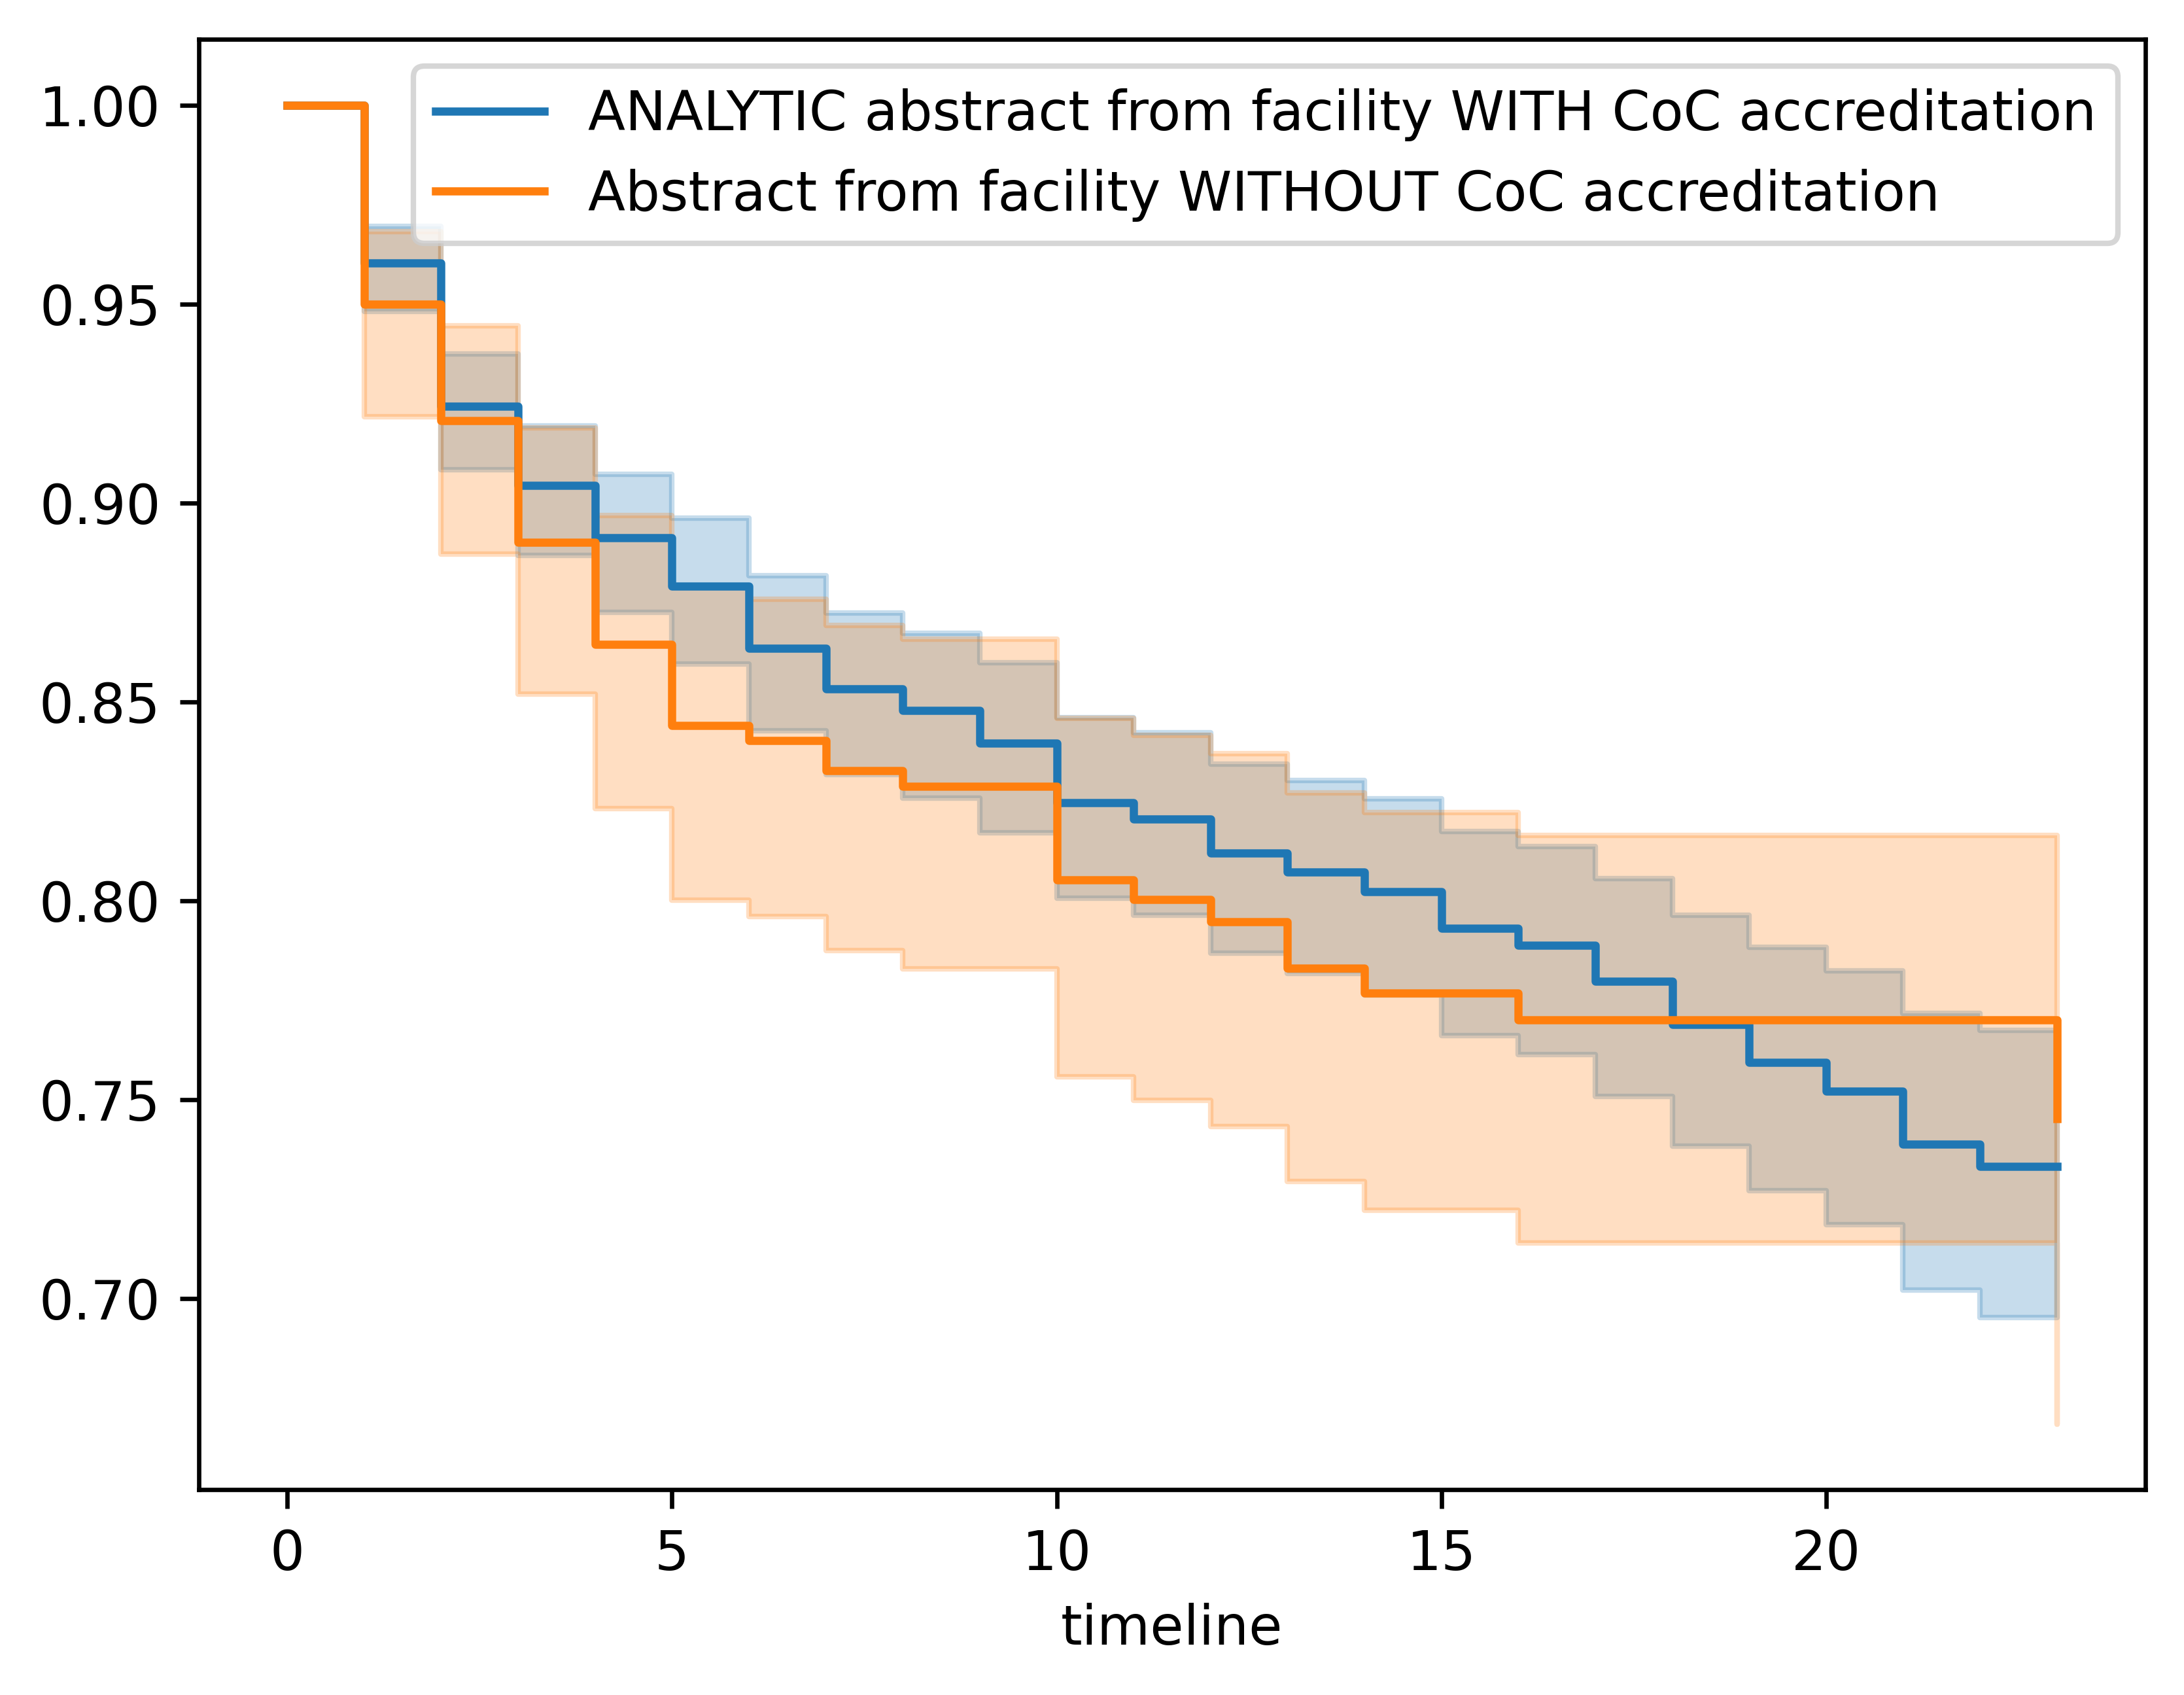 ANALYTIC abstract from facility WITH CoC accreditation
Abstract from facility WITHOUT CoC accreditation
1.00
0.95
0.90
0.85
0.80
0.75
0.70
0 5 10 15 20
timeline